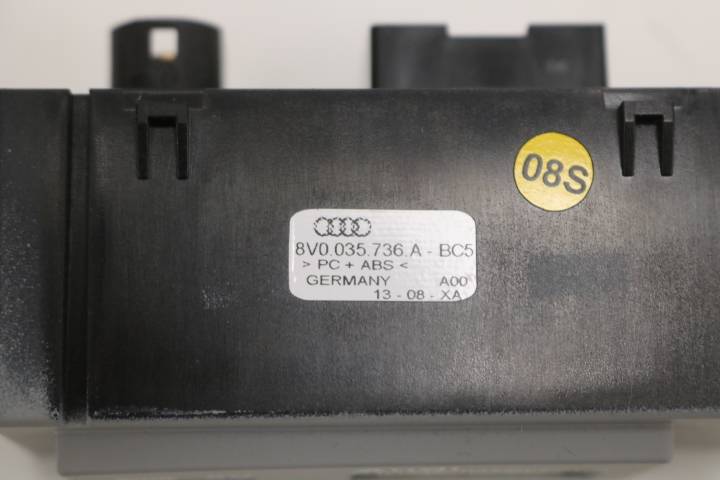 08S
8V0.035.736.A - BC5
> PC + ABS <
GERMANY A00
13 - 08 - XA